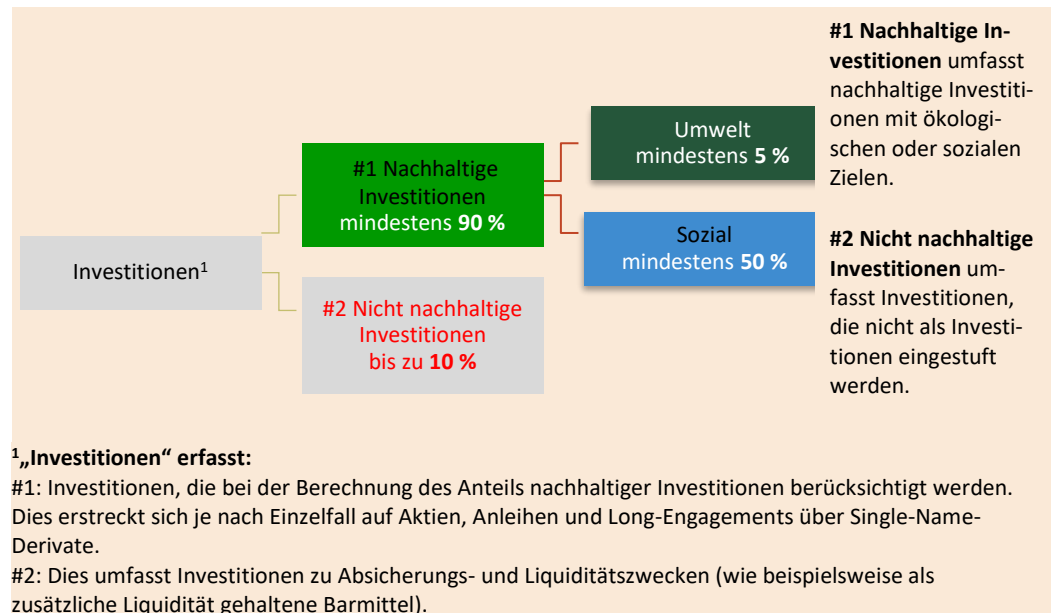 Investitionen¹
#1 Nachhaltige
Investitionen
mindestens 90 %
#2 Nicht nachhaltige
Investitionen
bis zu 10 %
Umwelt
mindestens 5 %
Sozial
mindestens 50 %
#1 Nachhaltige In-
vestitionen umfasst
nachhaltige Investiti-
onen mit ökologi-
schen oder sozialen
Zielen.
#2 Nicht nachhaltige
Investitionen um-
fasst Investitionen,
die nicht als Investi-
tionen eingestuft
werden.
¹„Investitionen“ erfasst:
#1: Investitionen, die bei der Berechnung des Anteils nachhaltiger Investitionen berücksichtigt werden.
Dies erstreckt sich je nach Einzelfall auf Aktien, Anleihen und Long-Engagements über Single-Name-
Derivate.
#2: Dies umfasst Investitionen zu Absicherungs- und Liquiditätszwecken (wie beispielsweise als
zusätzliche Liquidität gehaltene Barmittel).